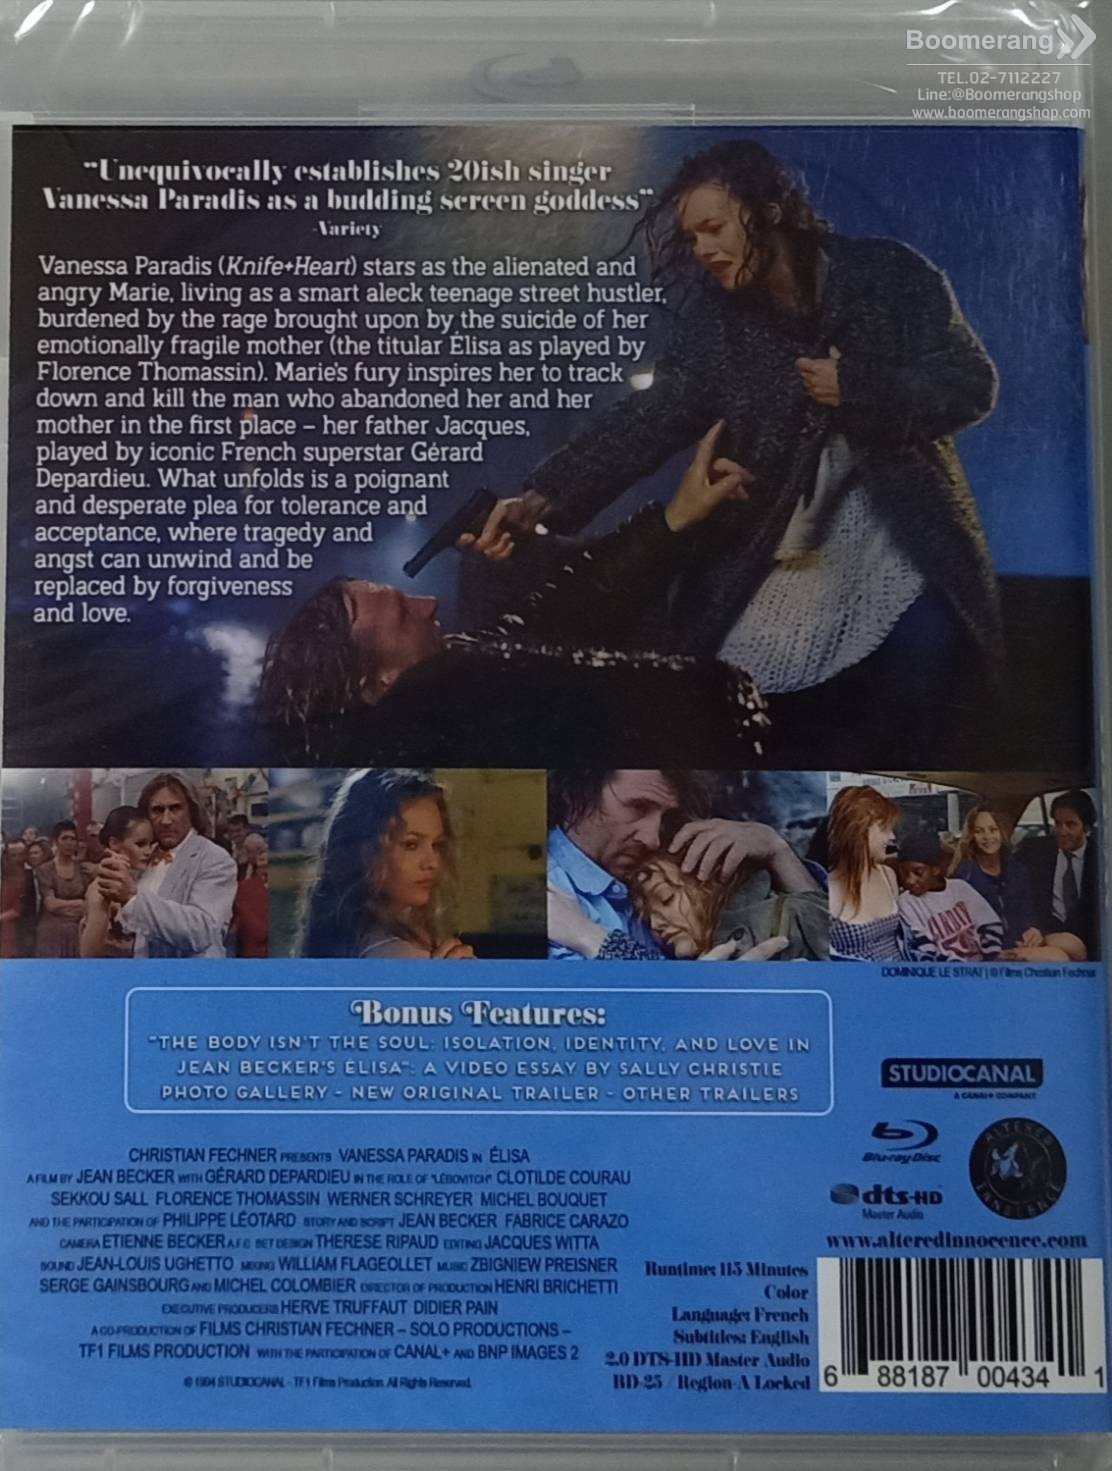 Boomerang
TEL.02-7112227
Line:@Boomerangshop
www.boomerangshop.com
"Unequivocally establishes 20ish singer
Vanessa Paradis as a budding screen goddess"
-Variety
Vanessa Paradis (Knife+Heart) stars as the alienated and
angry Marie, living as a smart aleck teenage street hustler,
burdened by the rage brought upon by the suicide of her
emotionally fragile mother (the titular Élisa as played by
Florence Thomassin). Marie's fury inspires her to track
down and kill the man who abandoned her and her
mother in the first place – her father Jacques,
played by iconic French superstar Gérard
Depardieu. What unfolds is a poignant
and desperate plea for tolerance and
acceptance, where tragedy and
angst can unwind and be
replaced by forgiveness
and love.
DOMINIQUE LE STRAT | © Films Christian Fechner
Bonus Features:
"THE BODY ISN'T THE SOUL: ISOLATION, IDENTITY, AND LOVE IN
JEAN BECKER'S ÉLISA": A VIDEO ESSAY BY SALLY CHRISTIE
PHOTO GALLERY - NEW ORIGINAL TRAILER - OTHER TRAILERS
STUDIOCANAL
A CANAL+ COMPANY
Blu-ray Disc
ALTERED
INNOCENCE
dts-HD
Master Audio
www.alteredinnocence.com
CHRISTIAN FECHNER PRESENTS VANESSA PARADIS IN ÉLISA
A FILM BY JEAN BECKER WITH GÉRARD DEPARDIEU IN THE ROLE OF "LÉBOVITCH" CLOTILDE COURAU
SEKKOU SALL FLORENCE THOMASSIN WERNER SCHREYER MICHEL BOUQUET
AND THE PARTICIPATION OF PHILIPPE LÉOTARD STORY AND SCRIPT JEAN BECKER FABRICE CARAZO
CAMERA ETIENNE BECKER A.F.C SET DESIGN THERESE RIPAUD EDITING JACQUES WITTA
SOUND JEAN-LOUIS UGHETTO MIXING WILLIAM FLAGEOLLET MUSIC ZBIGNIEW PREISNER
SERGE GAINSBOURG AND MICHEL COLOMBIER DIRECTOR OF PRODUCTION HENRI BRICHETTI
EXECUTIVE PRODUCERS HERVE TRUFFAUT DIDIER PAIN
A CO-PRODUCTION OF FILMS CHRISTIAN FECHNER – SOLO PRODUCTIONS –
TF1 FILMS PRODUCTION WITH THE PARTICIPATION OF CANAL+ AND BNP IMAGES 2
© 1994 STUDIOCANAL - TF1 Films Production. All Rights Reserved.
Runtime: 115 Minutes
Color
Language: French
Subtitles: English
2.0 DTS-HD Master Audio
BD-25 / Region-A Locked
6 88187 00434 1